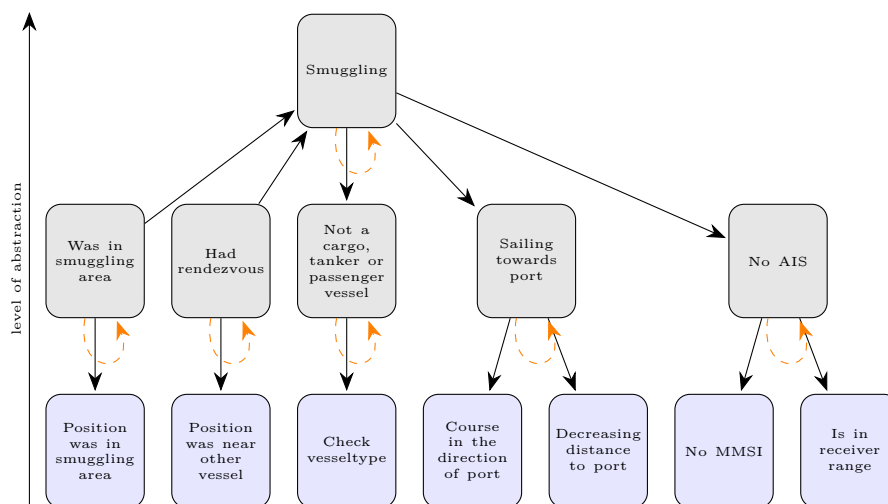 Smuggling
level of abstraction
Was in
smuggling
area
Had
rendezvous
Not a
cargo,
tanker or
passenger
vessel
Sailing
towards
port
No AIS
Position
was in
smuggling
area
Position
was near
other
vessel
Check
vesseltype
Course
in the
direction
of port
Decreasing
distance
to port
No MMSI
Is in
receiver
range